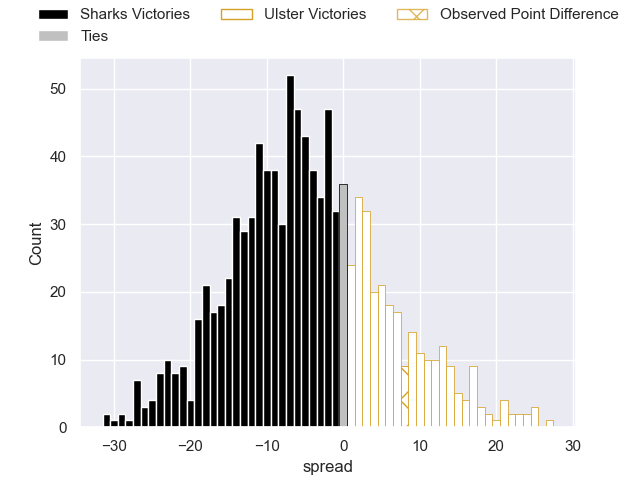 Sharks Victories Ulster Victories Observed Point Difference
Ties
50
40
30
20
10
0
Count
−30 −20 −10 0 10 20 30
spread